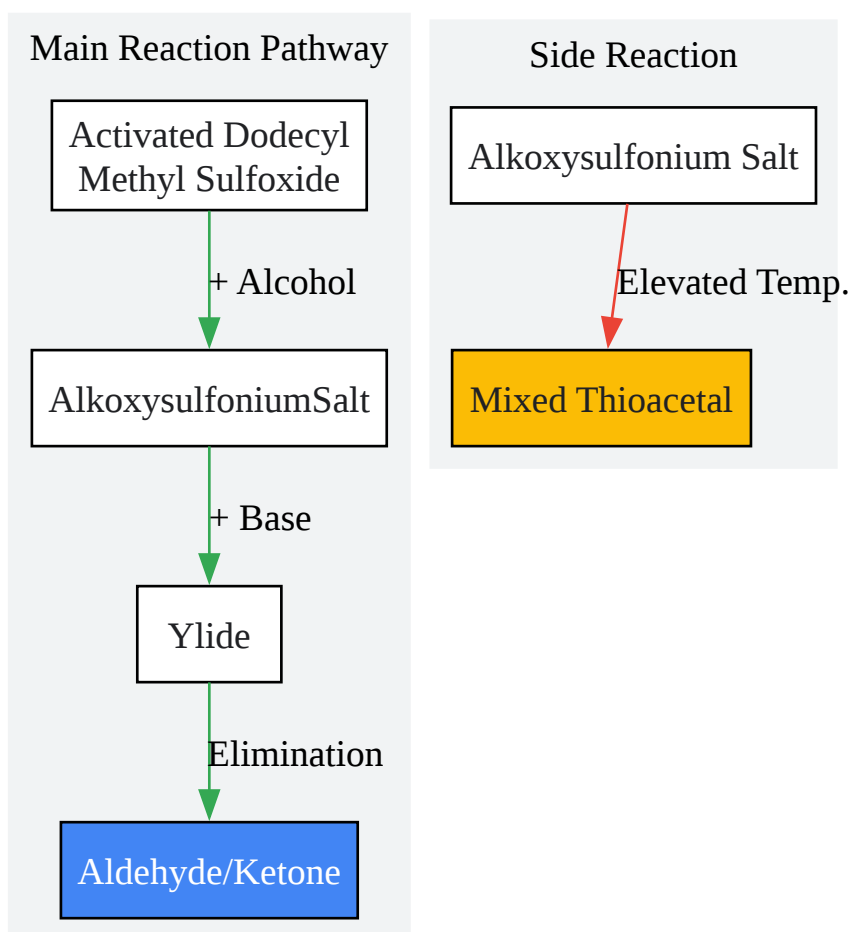 Main Reaction Pathway
Activated Dodecyl
Methyl Sulfoxide
+ Alcohol
AlkoxysulfoniumSalt
+ Base
Ylide
Elimination
Aldehyde/Ketone
Side Reaction
Alkoxysulfonium Salt
Elevated Temp.
Mixed Thioacetal